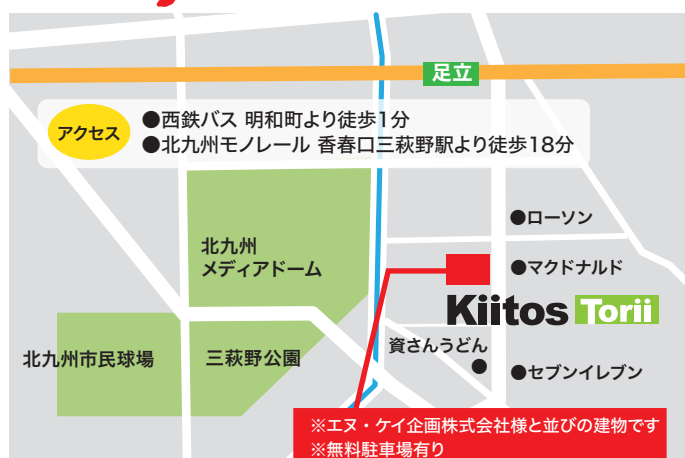 足立
アクセス
●西鉄バス 明和町より徒歩1分
●北九州モノレール 香春口三萩野駅より徒歩18分
●ローソン
北九州
メディアドーム
●マクドナルド
Kiitos Torii
資さんうどん
●
北九州市民球場
三萩野公園
●セブンイレブン
※エヌ・ケイ企画株式会社様と並びの建物です
※無料駐車場有り